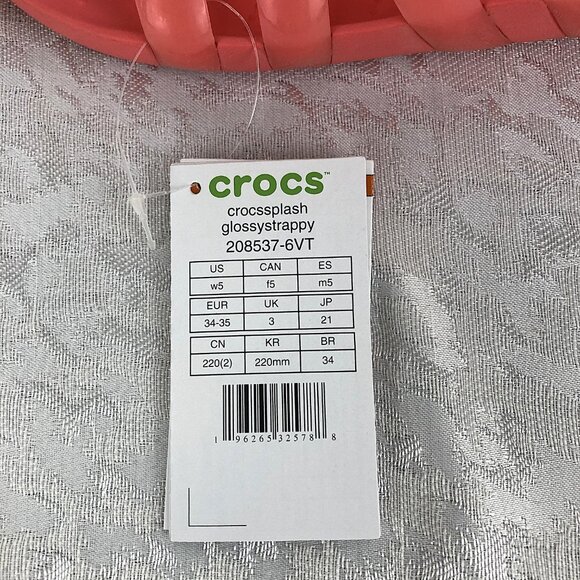 crocs™
crocssplash
glossystrappy
208537-6VT
US CAN ES
w5 f5 m5
EUR UK JP
34-35 3 21
CN KR BR
220(2) 220mm 34
1 96265 32578 8